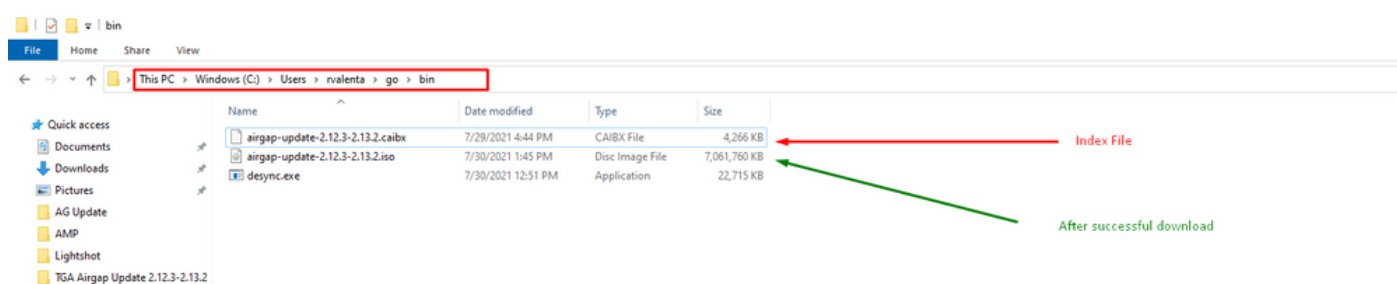 bin
File Home Share View
This PC > Windows (C:) > Users > rvalenta > go > bin
Name Date modified Type Size
Quick access
airgap-update-2.12.3-2.13.2.caibx 7/29/2021 4:44 PM CAIBX File 4,266 KB
Index File
Documents
airgap-update-2.12.3-2.13.2.iso 7/30/2021 1:45 PM Disc Image File 7,061,760 KB
Downloads
desync.exe 7/30/2021 12:51 PM Application 22,715 KB
Pictures
AG Update
After successful download
AMP
Lightshot
TGA Airgap Update 2.12.3-2.13.2